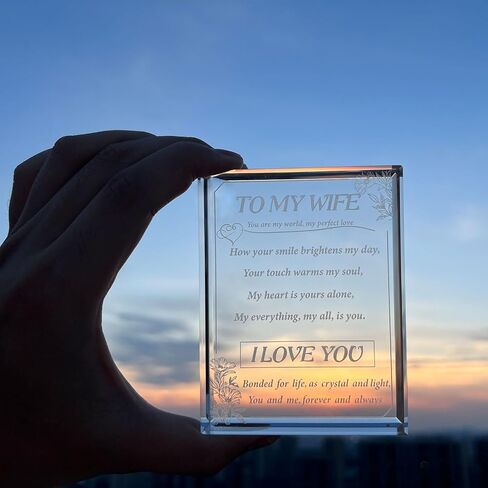 TO MY WIFE
You are my world, my perfect love
How your smile brightens my day,
Your touch warms my soul,
My heart is yours alone,
My everything, my all, is you.
I LOVE YOU
Bonded for life, as crystal and light,
You and me, forever and always